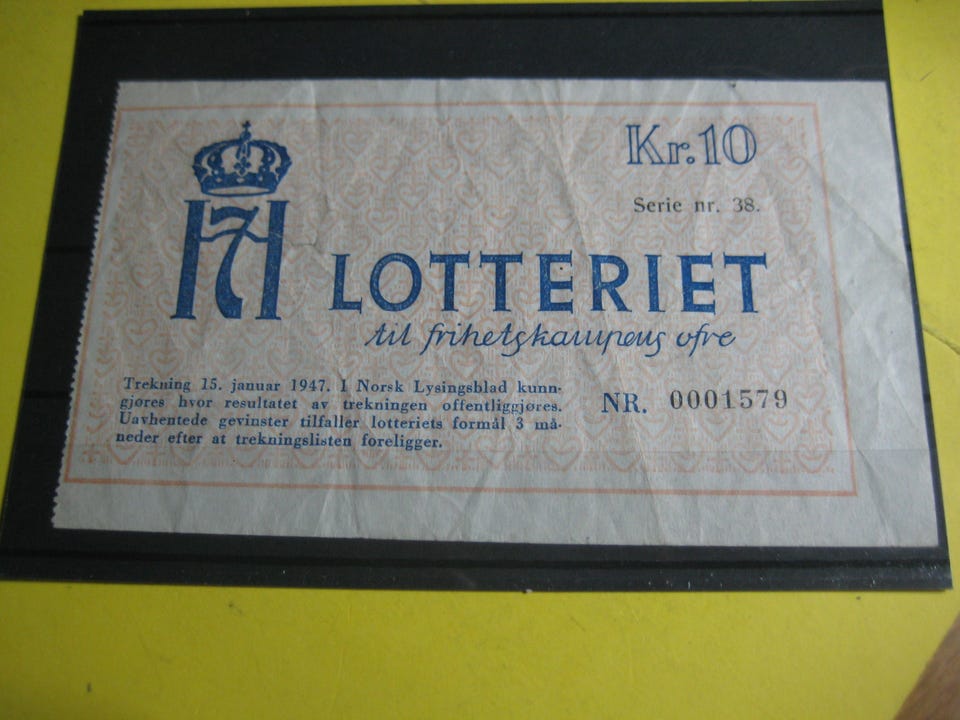 Kr. 10
Serie nr. 38.
H7 LOTTERIET
til frihetskampens ofre
Trekning 15. januar 1947. I Norsk Lysingsblad kunn-
gjøres hvor resultatet av trekningen offentliggjøres.
Uavhentede gevinster tilfaller lotteriets formål 3 må-
neder efter at trekningslisten foreligger.
NR. 0001579